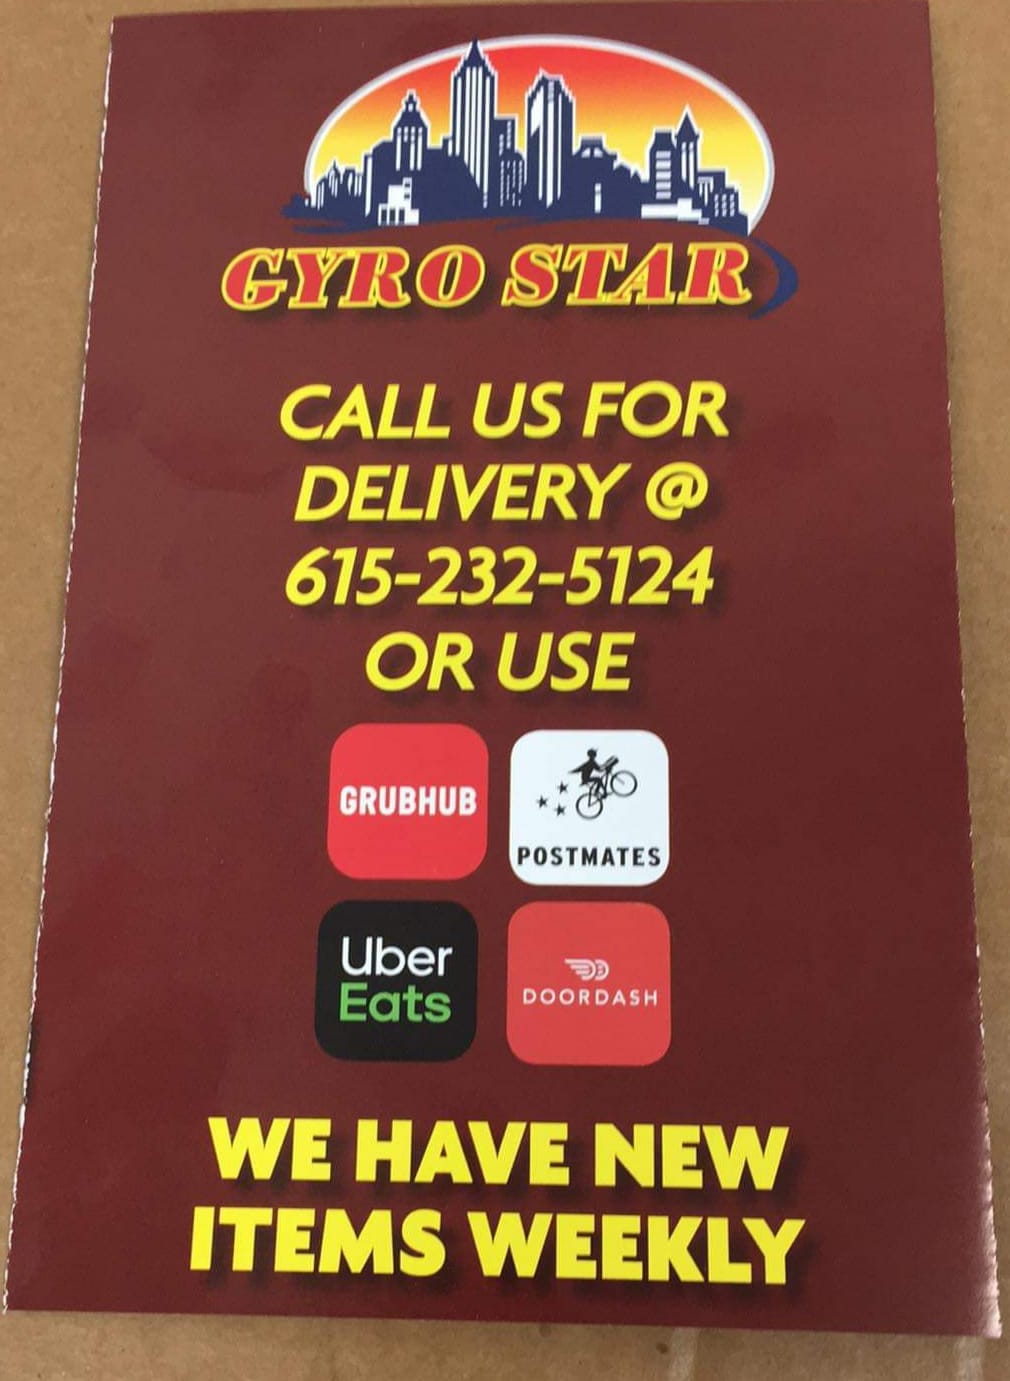 GYRO STAR
CALL US FOR
DELIVERY @
615-232-5124
OR USE
GRUBHUB
POSTMATES
Uber
Eats
DOORDASH
WE HAVE NEW
ITEMS WEEKLY